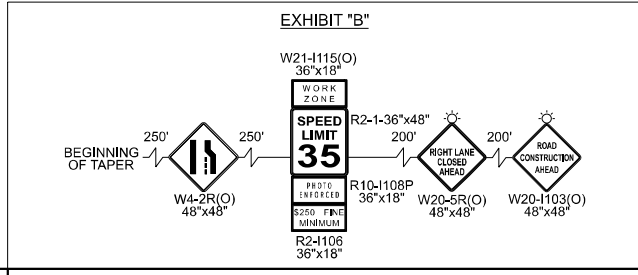 EXHIBIT "B"
W21-I115(O)
36"x18"
WORK
ZONE
SPEED
LIMIT
35
R2-1-36"x48"
250'
250'
200'
200'
BEGINNING
OF TAPER
RIGHT LANE
CLOSED
AHEAD
ROAD
CONSTRUCTION
AHEAD
W4-2R(O)
48"x48"
PHOTO
ENFORCED
R10-I108P
36"x18"
W20-5R(O)
48"x48"
W20-I103(O)
48"x48"
$250 FINE
MINIMUM
R2-I106
36"x18"